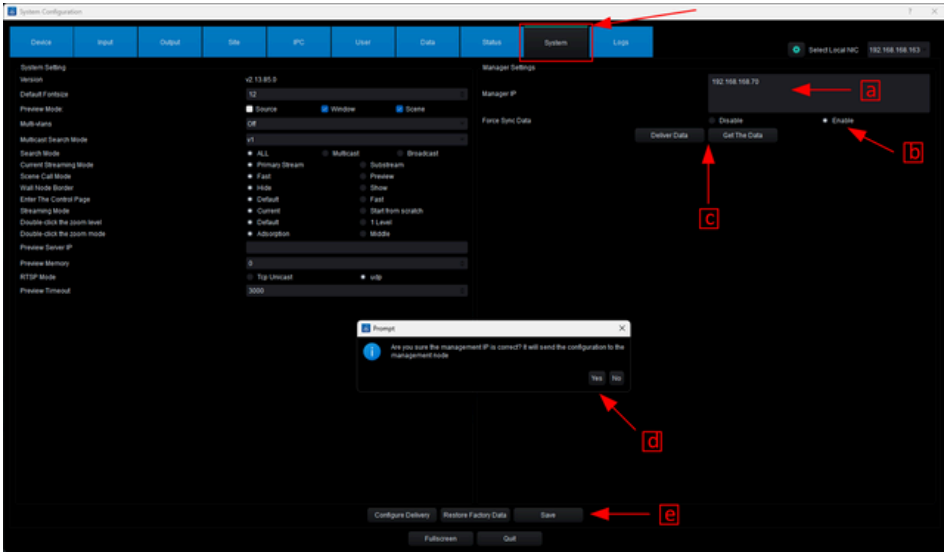 System Configuration ? ×
Device Input Output Site IPC User Data Status System Logs
Select Local NIC 192.168.168.163
System Setting
Version v2.13.85.0
Default Fontsize 12
Preview Mode: Source Window Scene
Multi-vlans Off
Multicast Search Mode v1
Search Mode ALL Multicast Broadcast
Current Streaming Mode Primary Stream Substream
Scene Call Mode Fast Preview
Wall Node Border Hide Show
Enter The Control Page Default Fast
Streaming Mode Current Start from scratch
Double-click the zoom level Default 1 Level
Double-click the zoom mode Adsorption Middle
Preview Server IP
Preview Memory 0
RTSP Mode Tcp Unicast udp
Preview Timeout 3000
Manager Settings
Manager IP 192.168.168.70
a
Force Sync Data Disable Enable
b
Deliver Data Get The Data
c
Prompt ×
Are you sure the management IP is correct? It will send the configuration to the
management node
Yes No
d
Configure Delivery Restore Factory Data Save
e
Fullscreen Quit